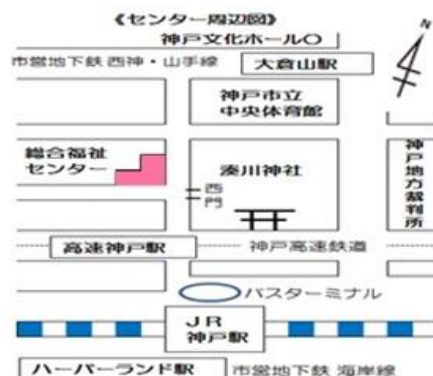 《センター周辺図》
神戸文化ホール〇
N
市営地下鉄 西神・山手線
大倉山駅
神戸市立
中央体育館
総合福祉
センター
湊川神社
神戸地方裁判所
西門
高速神戸駅
神戸高速鉄道
バスターミナル
JR
神戸駅
ハーバーランド駅
市営地下鉄 海岸線